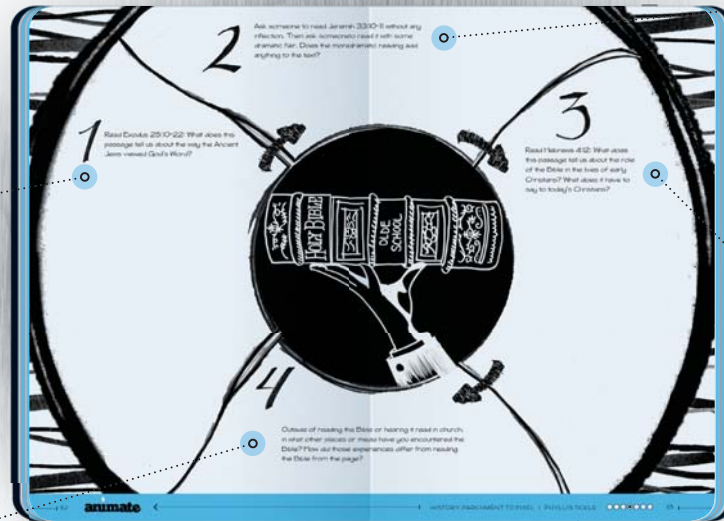 2
Ask someone to read Jeremiah 33:10-11 without any
inflection. Then ask someone to read it with some
dramatic flair. Does the more dramatic reading add
anything to the text?
1
Read Exodus 25:10-22: What does this
passage tell us about the way the Ancient
Jews viewed God's Word?
3
Read Hebrews 4:12: What does
this passage tell us about the role
of the Bible in the lives of early
Christians? What does it have to
say to today's Christians?
HOLY BIBLE
OLDE
SCHOOL
4
Outside of reading the Bible or hearing it read in church,
in what other places or media have you encountered the
Bible? How did those experiences differ from reading
the Bible from the page?
animate
HISTORY: PARCHMENT TO PIXEL | PHYLLIS TICKLE